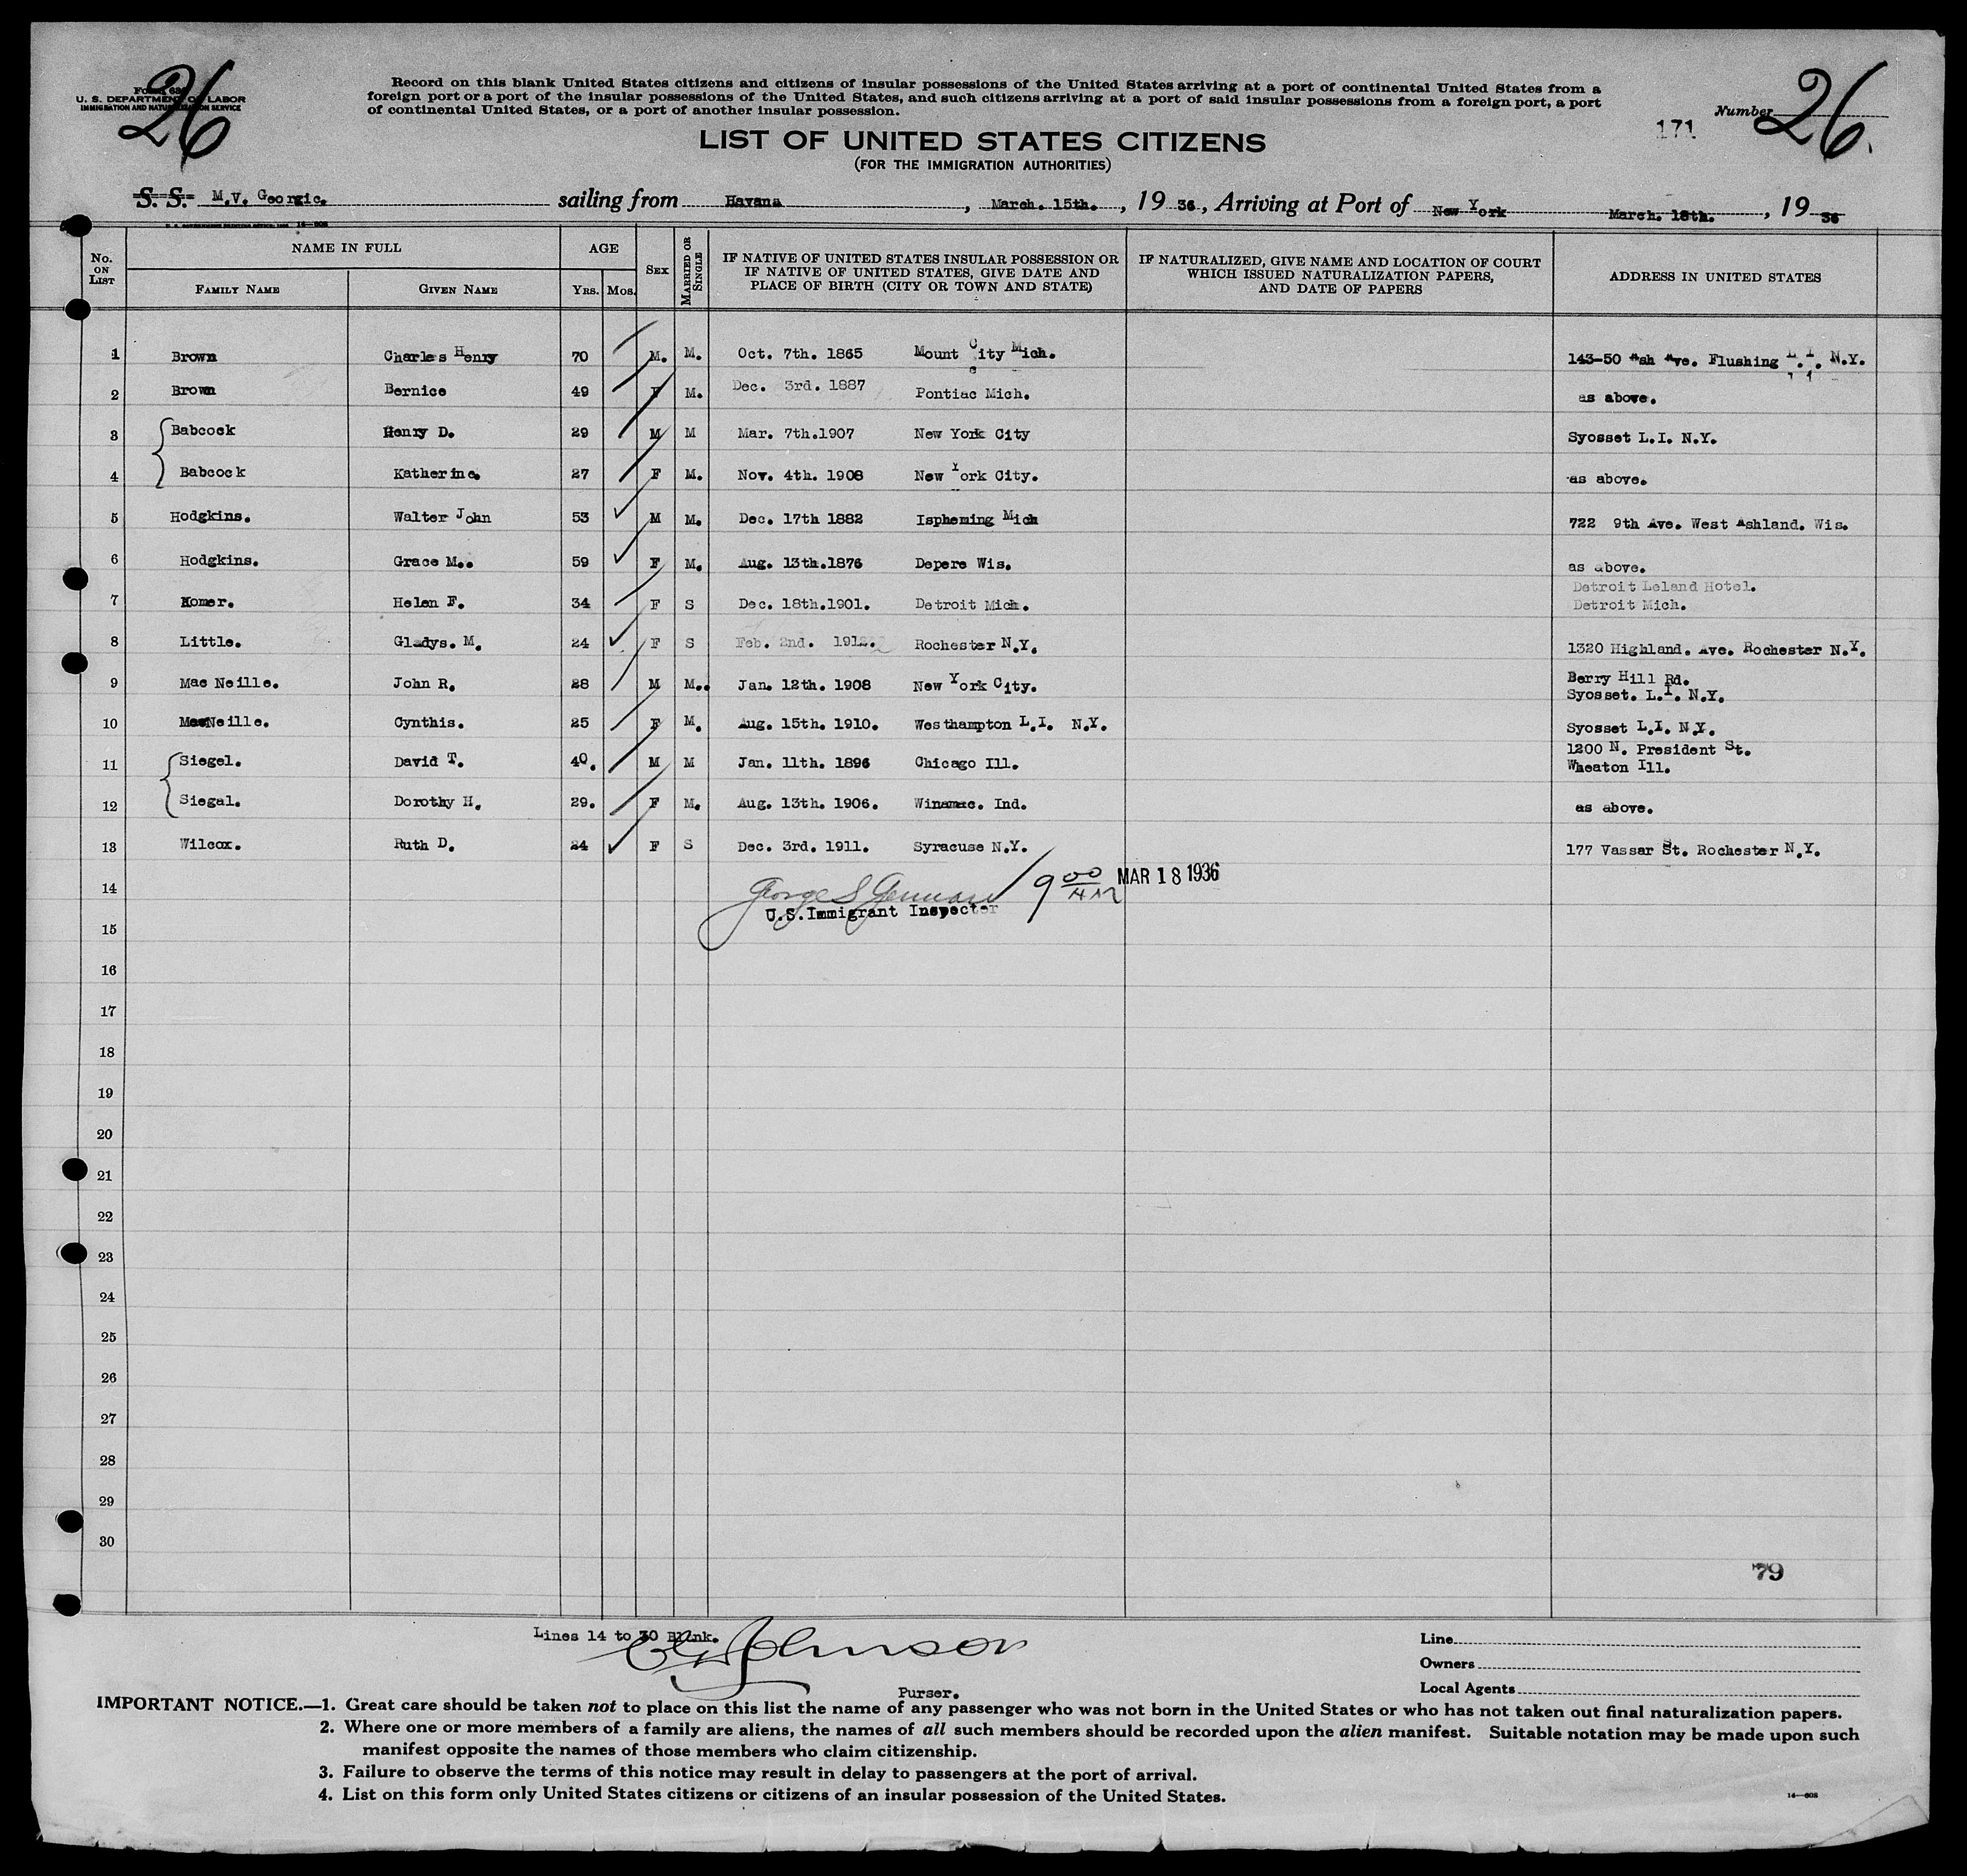 26
Form 630
U. S. DEPARTMENT OF LABOR
IMMIGRATION AND NATURALIZATION SERVICE
Record on this blank United States citizens and citizens of insular possessions of the United States arriving at a port of continental United States from a
foreign port or a port of the insular possessions of the United States, and such citizens arriving at a port of said insular possessions from a foreign port, a port
of continental United States, or a port of another insular possession.
Number 26.
171
LIST OF UNITED STATES CITIZENS
(FOR THE IMMIGRATION AUTHORITIES)
S. S. M.V. Georgic. sailing from Havana, March. 15th., 19 36, Arriving at Port of New York March. 18th., 19 36
No. ON LIST NAME IN FULL FAMILY NAME GIVEN NAME AGE YRS. MOS. SEX MARRIED OR SINGLE IF NATIVE OF UNITED STATES INSULAR POSSESSION OR IF NATIVE OF UNITED STATES, GIVE DATE AND PLACE OF BIRTH (CITY OR TOWN AND STATE) IF NATURALIZED, GIVE NAME AND LOCATION OF COURT WHICH ISSUED NATURALIZATION PAPERS, AND DATE OF PAPERS ADDRESS IN UNITED STATES
1 Brown Charles Henry 70 M. M. Oct. 7th. 1865 Mount City Mich. 143-50 Ash Ave. Flushing L.I. N.Y.
2 Brown Bernice 49 F M. Dec. 3rd. 1887 Pontiac Mich. as above.
3 Babcock Henry D. 29 M M Mar. 7th.1907 New York City Syosset L.I. N.Y.
4 Babcock Katherine. 27 F M. Nov. 4th. 1908 New York City. as above.
5 Hodgkins. Walter John 53 M M. Dec. 17th 1882 Ispheming Mich 722 9th Ave. West Ashland. Wis.
6 Hodgkins. Grace M.. 59 F M. Aug. 13th.1876 Depere Wis. as above.
7 Homer. Helen F. 34 F S Dec. 18th.1901. Detroit Mich. Detroit Leland Hotel. Detroit Mich.
8 Little. Gladys. M. 24 F S Feb. 2nd. 1912. Rochester N.Y. 1320 Highland. Ave. Rochester N.Y.
9 Mac Neille. John R. 28 M M.. Jan. 12th. 1908 New York City. Berry Hill Rd. Syosset. L.I. N.Y.
10 MacNeille. Cynthis. 25 F M. Aug. 15th. 1910. Westhampton L.I. N.Y. Syosset L.I. N.Y.
11 Siegel. David T. 40. M M Jan. 11th. 1896 Chicago Ill. 1200 N. President St. Wheaton Ill.
12 Siegal. Dorothy H. 29. F M. Aug. 13th. 1906. Winamac. Ind. as above.
13 Wilcox. Ruth D. 24 F S Dec. 3rd. 1911. Syracuse N.Y. 177 Vassar St. Rochester N.Y.
14 George S 9 00 AM MAR 18 1936
U.S.Immigrant Inspector
15
16
17
18
19
20
21
22
23
24
25
26
27
28
29
30
79
Lines 14 to 30 Blank.
Johnson
Purser.
Line
Owners
Local Agents
IMPORTANT NOTICE.—1. Great care should be taken not to place on this list the name of any passenger who was not born in the United States or who has not taken out final naturalization papers.
2. Where one or more members of a family are aliens, the names of all such members should be recorded upon the alien manifest. Suitable notation may be made upon such
manifest opposite the names of those members who claim citizenship.
3. Failure to observe the terms of this notice may result in delay to passengers at the port of arrival.
4. List on this form only United States citizens or citizens of an insular possession of the United States.
14—608